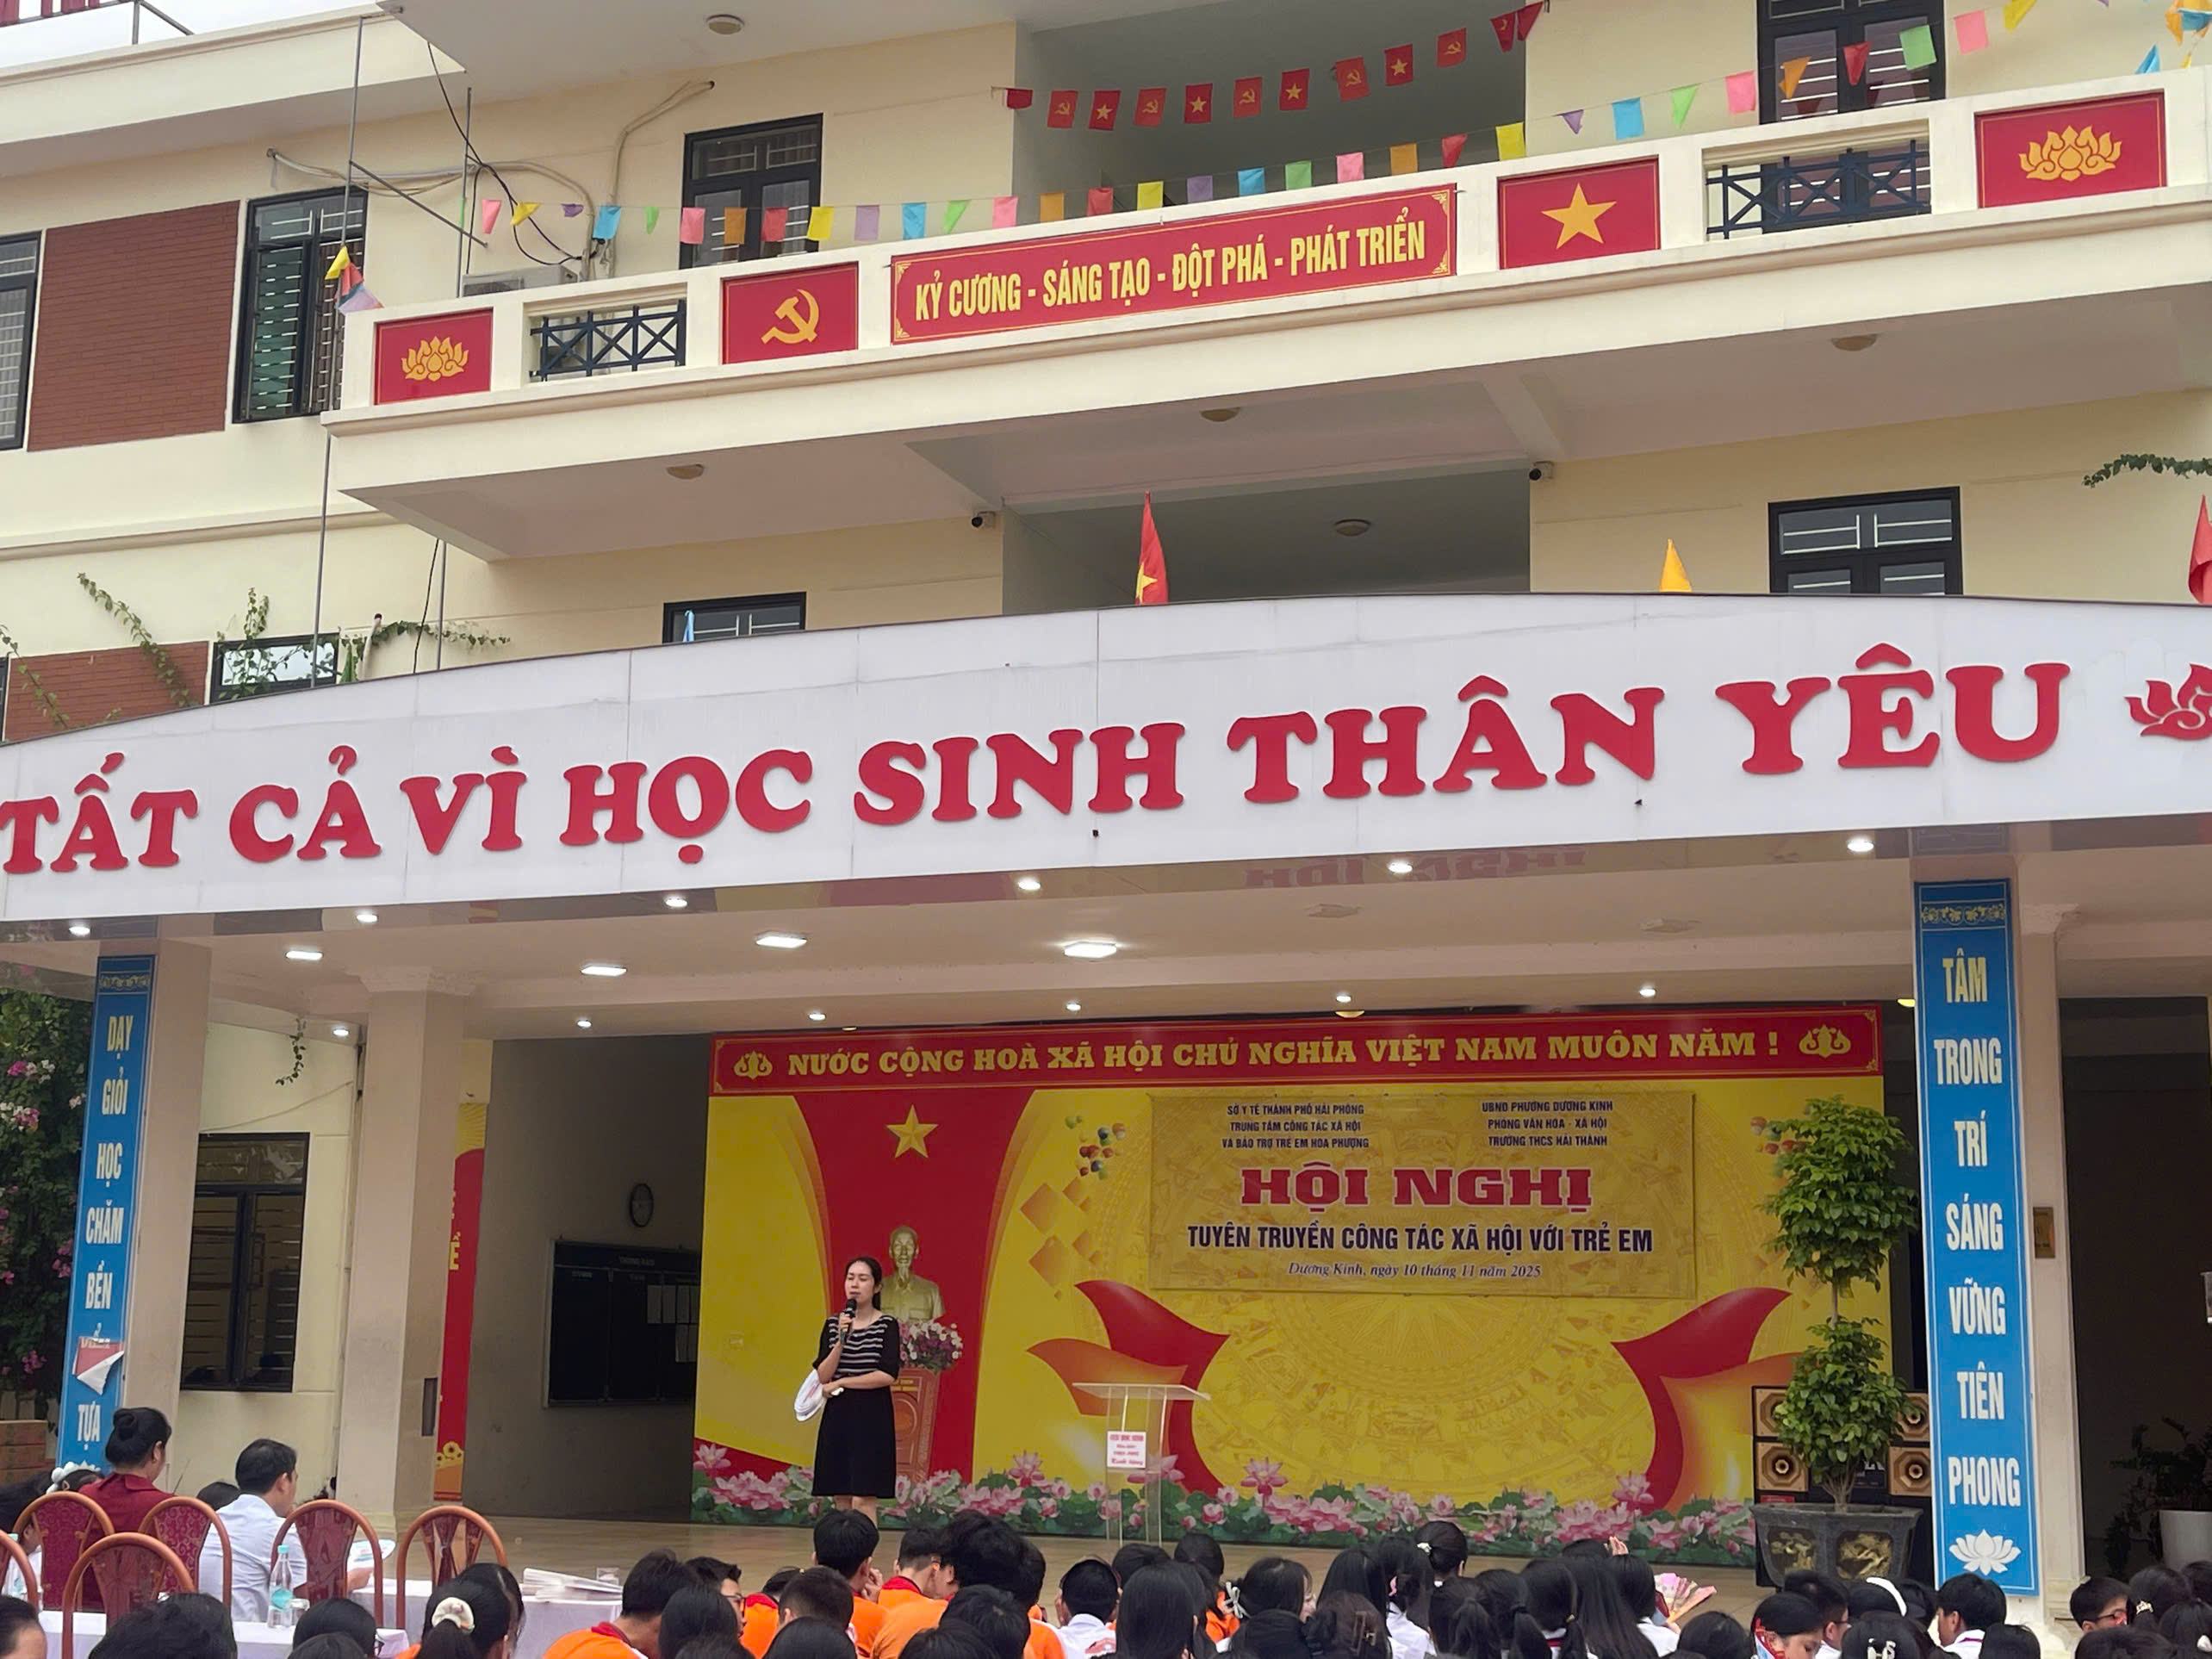 KỶ CƯƠNG - SÁNG TẠO - ĐỘT PHÁ - PHÁT TRIỂN
TẤT CẢ VÌ HỌC SINH THÂN YÊU
DẠY
GIỎI
HỌC
CHĂM
BỀN
TỰA
NƯỚC CỘNG HOÀ XÃ HỘI CHỦ NGHĨA VIỆT NAM MUÔN NĂM !
SỞ Y TẾ THÀNH PHỐ HẢI PHÒNG
TRUNG TÂM CÔNG TÁC XÃ HỘI
VÀ BẢO TRỢ TRẺ EM HOA PHƯỢNG
UBND PHƯỜNG DƯƠNG KINH
PHÒNG VĂN HOÁ - XÃ HỘI
TRƯỜNG THCS HẢI THÀNH
HỘI NGHỊ
TUYÊN TRUYỀN CÔNG TÁC XÃ HỘI VỚI TRẺ EM
Dương Kinh, ngày 10 tháng 11 năm 2025
TÂM
TRONG
TRÍ
SÁNG
VỮNG
TIÊN
PHONG